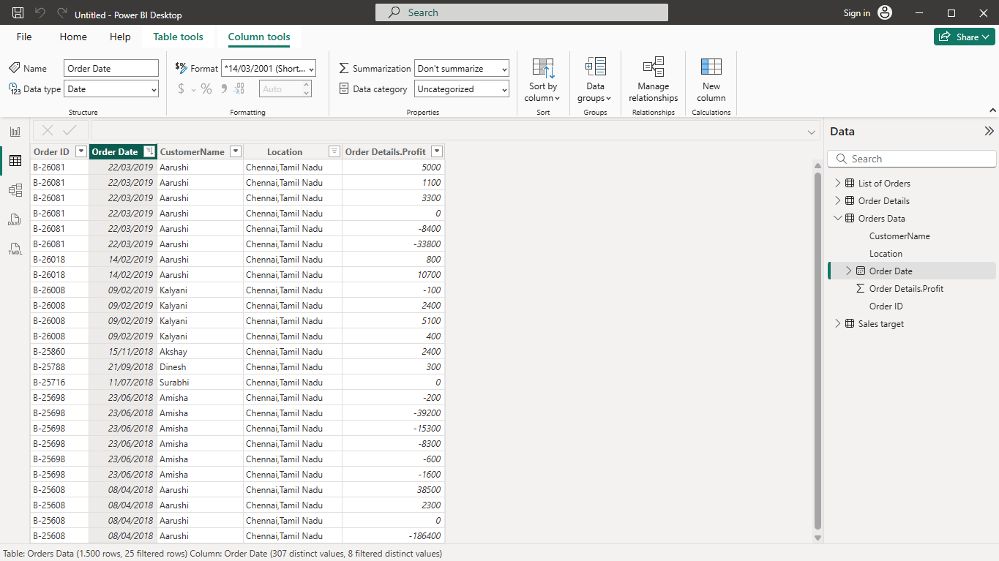 Untitled - Power BI Desktop
Search
Sign in
File Home Help Table tools Column tools
Share
Name Order Date
Data type Date
Structure
Format *14/03/2001 (Short...
$ % Auto
Formatting
Summarization Don't summarize
Data category Uncategorized
Properties
Sort by
column
Sort
Data
groups
Groups
Manage
relationships
Relationships
New
column
Calculations
Order ID Order Date CustomerName Location Order Details.Profit
B-26081 22/03/2019 Aarushi Chennai,Tamil Nadu 5000
B-26081 22/03/2019 Aarushi Chennai,Tamil Nadu 1100
B-26081 22/03/2019 Aarushi Chennai,Tamil Nadu 3300
B-26081 22/03/2019 Aarushi Chennai,Tamil Nadu 0
B-26081 22/03/2019 Aarushi Chennai,Tamil Nadu -8400
B-26081 22/03/2019 Aarushi Chennai,Tamil Nadu -33800
B-26018 14/02/2019 Aarushi Chennai,Tamil Nadu 800
B-26018 14/02/2019 Aarushi Chennai,Tamil Nadu 10700
B-26008 09/02/2019 Kalyani Chennai,Tamil Nadu -100
B-26008 09/02/2019 Kalyani Chennai,Tamil Nadu 2400
B-26008 09/02/2019 Kalyani Chennai,Tamil Nadu 5100
B-26008 09/02/2019 Kalyani Chennai,Tamil Nadu 400
B-25860 15/11/2018 Akshay Chennai,Tamil Nadu 2400
B-25788 21/09/2018 Dinesh Chennai,Tamil Nadu 300
B-25716 11/07/2018 Surabhi Chennai,Tamil Nadu 0
B-25698 23/06/2018 Amisha Chennai,Tamil Nadu -200
B-25698 23/06/2018 Amisha Chennai,Tamil Nadu -39200
B-25698 23/06/2018 Amisha Chennai,Tamil Nadu -15300
B-25698 23/06/2018 Amisha Chennai,Tamil Nadu -8300
B-25698 23/06/2018 Amisha Chennai,Tamil Nadu -600
B-25698 23/06/2018 Amisha Chennai,Tamil Nadu -1600
B-25608 08/04/2018 Aarushi Chennai,Tamil Nadu 38500
B-25608 08/04/2018 Aarushi Chennai,Tamil Nadu 2300
B-25608 08/04/2018 Aarushi Chennai,Tamil Nadu 0
B-25608 08/04/2018 Aarushi Chennai,Tamil Nadu -186400
DAX
TMDL
Data
Search
List of Orders
Order Details
Orders Data
CustomerName
Location
Order Date
Order Details.Profit
Order ID
Sales target
Table: Orders Data (1.500 rows, 25 filtered rows) Column: Order Date (307 distinct values, 8 filtered distinct values)